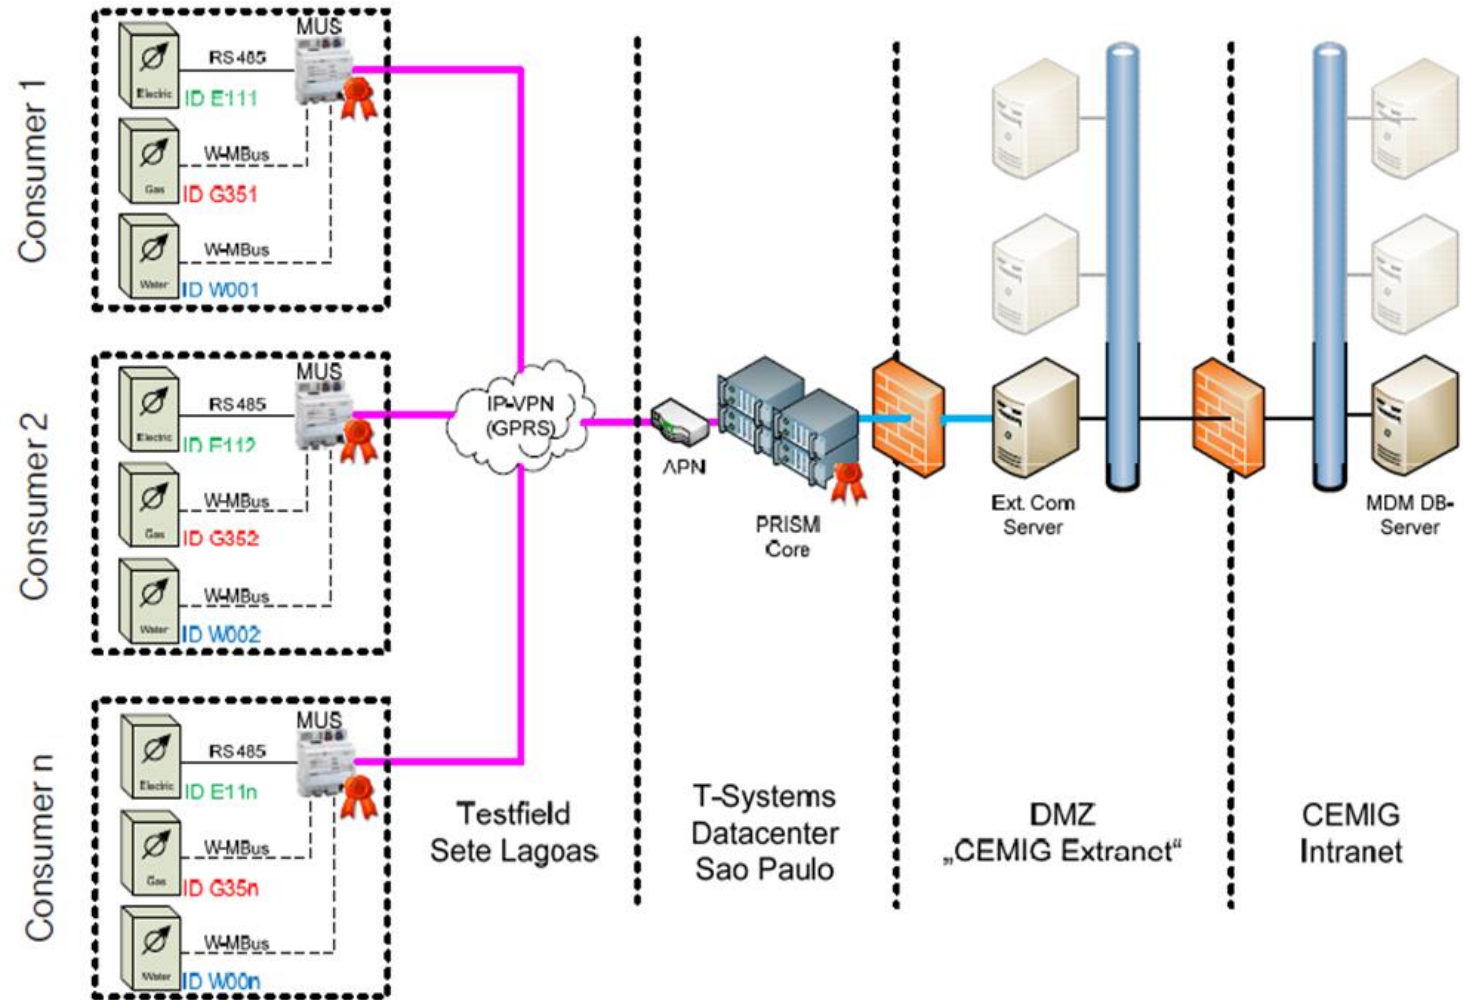 Consumer 1
MUS
RS485
Electric
ID E111
W-MBus
Gas
ID G351
W-MBus
Water
ID W001
Consumer 2
MUS
RS485
Electric
ID E112
W-MBus
Gas
ID G352
W-MBus
Water
ID W002
Consumer n
MUS
RS485
Electric
ID E11n
W-MBus
Gas
ID G35n
W-MBus
Water
ID W00n
IP-VPN
(GPRS)
APN
PRISM
Core
Ext. Com
Server
MDM DB-
Server
Testfield
Sete Lagoas
T-Systems
Datacenter
Sao Paulo
DMZ
„CEMIG Extranet“
CEMIG
Intranet